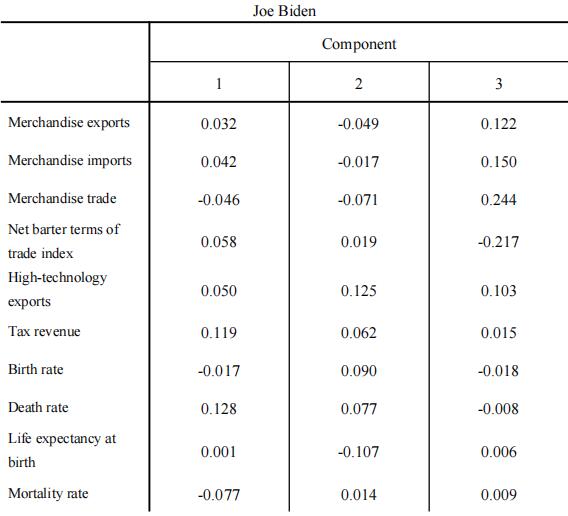 Joe Biden
Component
1 2 3
Merchandise exports 0.032 -0.049 0.122
Merchandise imports 0.042 -0.017 0.150
Merchandise trade -0.046 -0.071 0.244
Net barter terms of
trade index 0.058 0.019 -0.217
High-technology
exports 0.050 0.125 0.103
Tax revenue 0.119 0.062 0.015
Birth rate -0.017 0.090 -0.018
Death rate 0.128 0.077 -0.008
Life expectancy at
birth 0.001 -0.107 0.006
Mortality rate -0.077 0.014 0.009